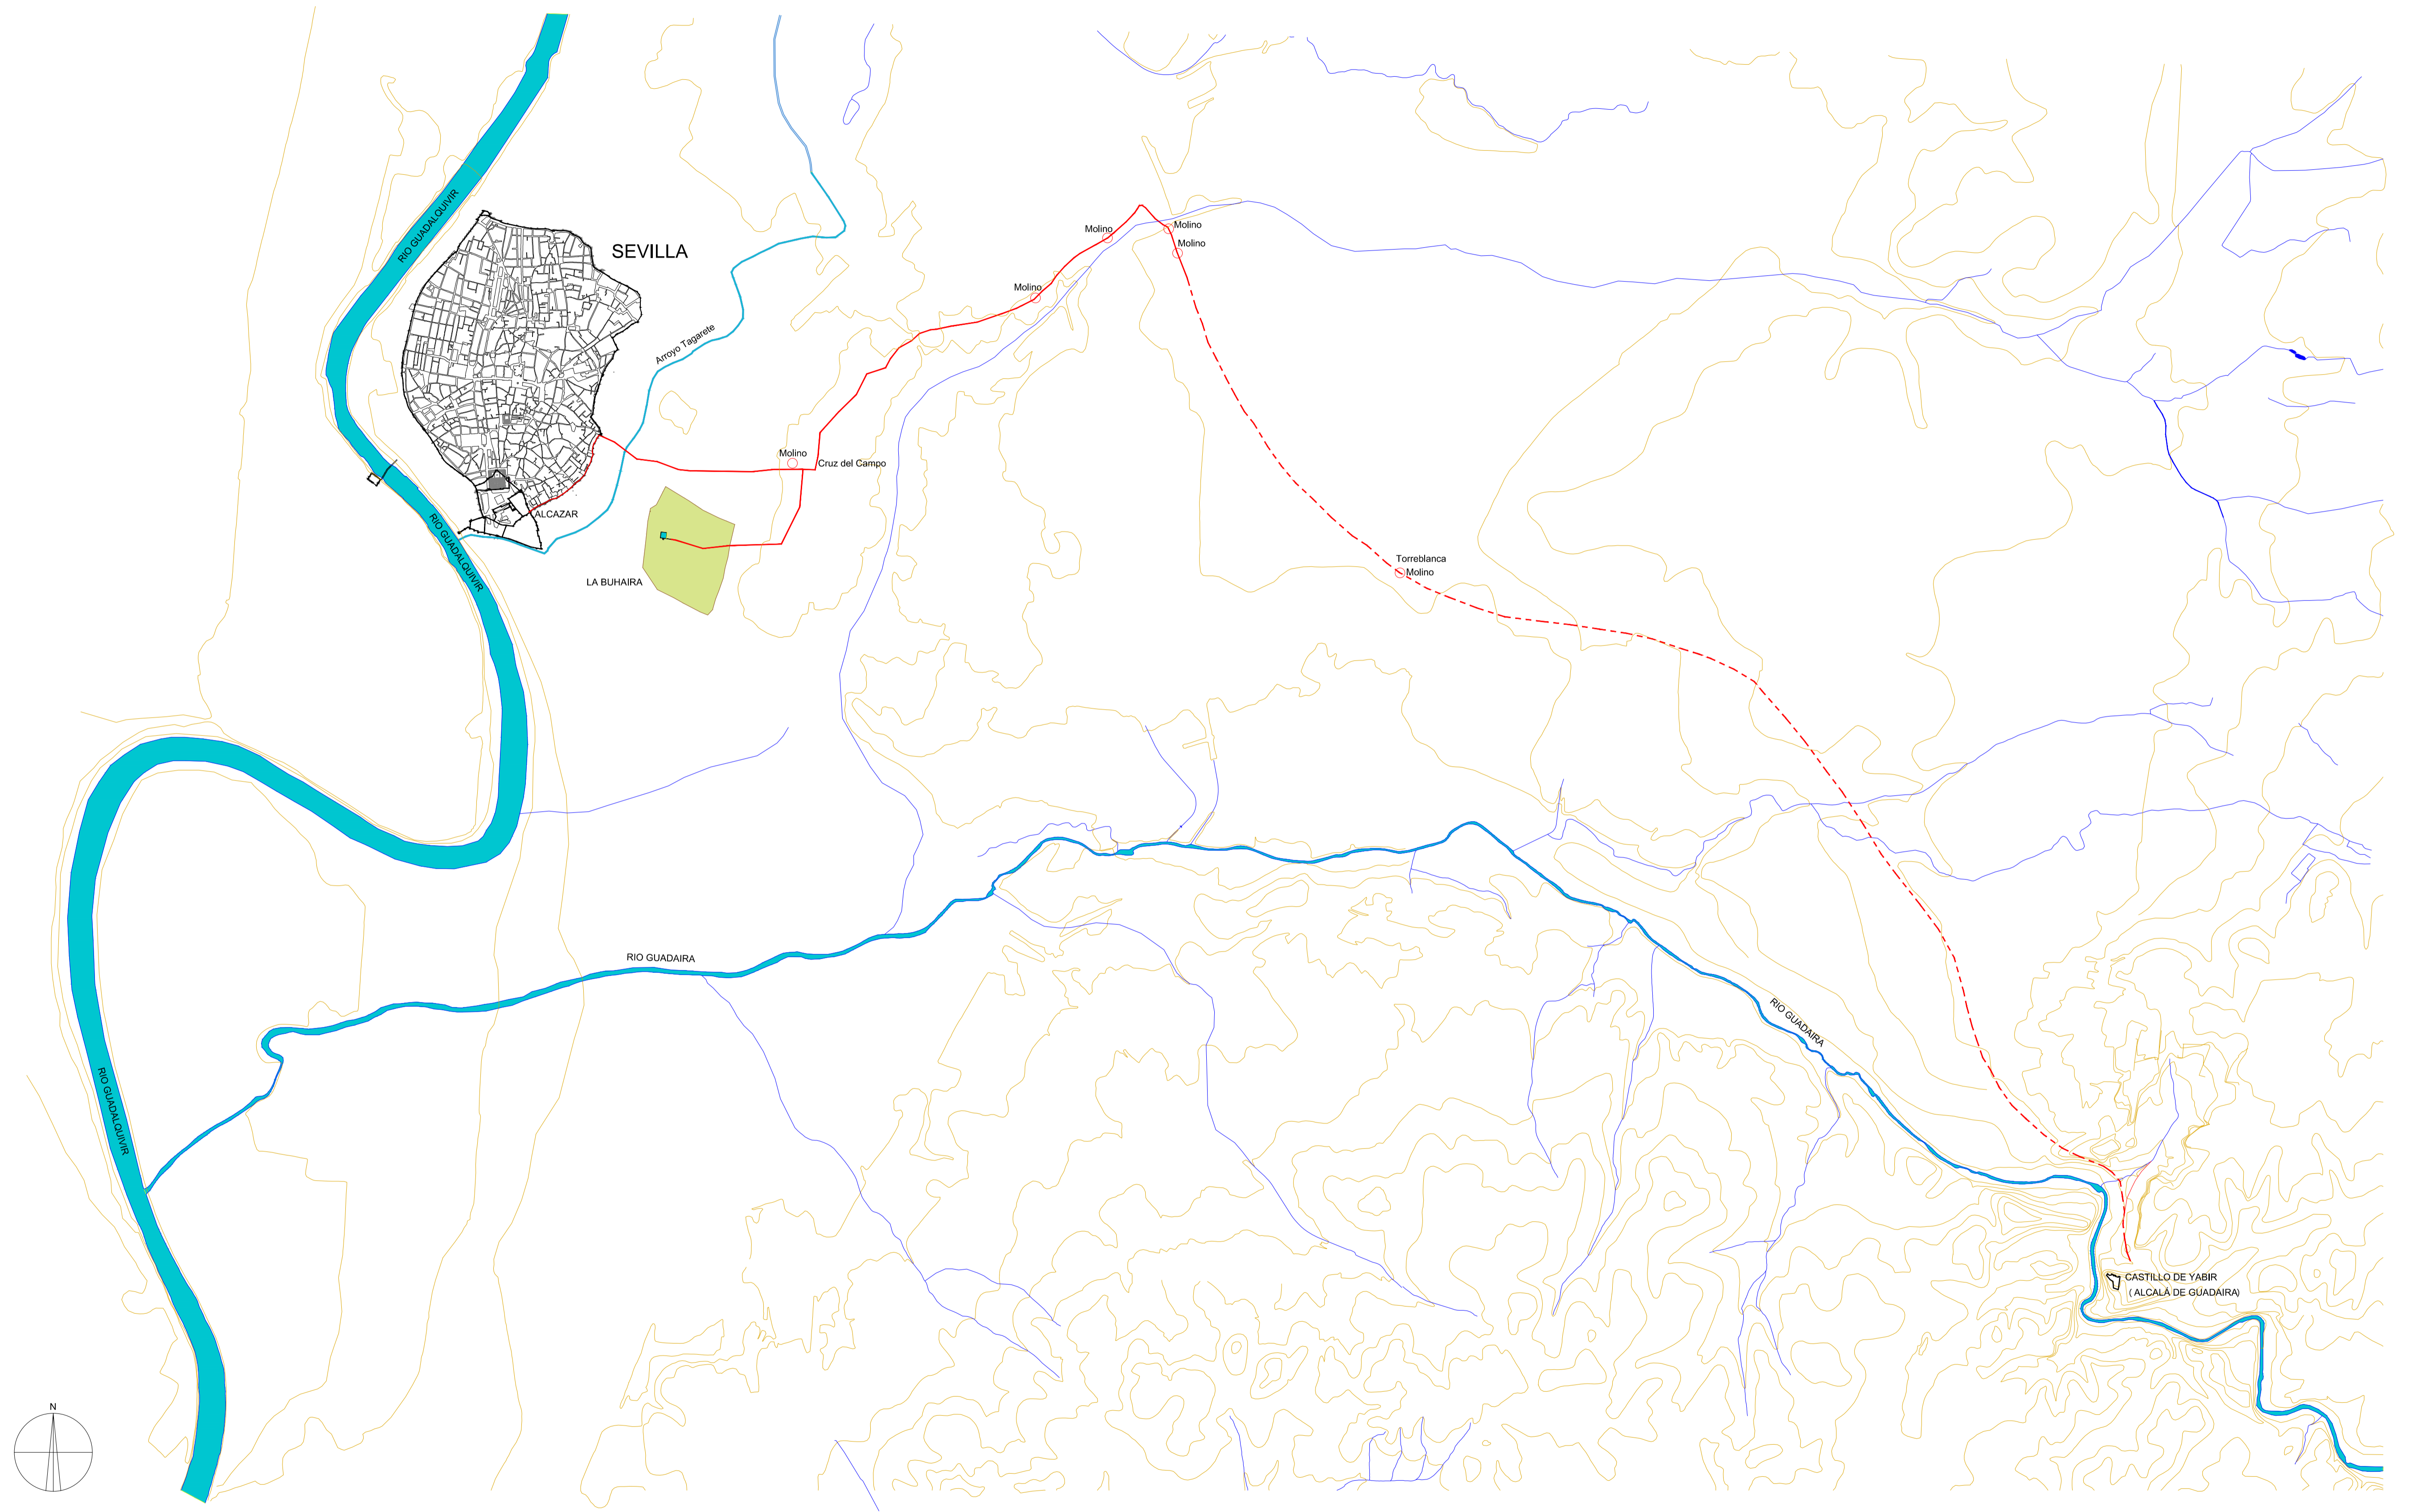 RIO GUADALQUIVIR
SEVILLA
Molino
Molino
Molino
Molino
Arroyo Tagarete
Molino
Cruz del Campo
ALCAZAR
RIO GUADALQUIVIR
LA BUHAIRA
Torreblanca
Molino
RIO GUADAIRA
RIO GUADAIRA
RIO GUADALQUIVIR
CASTILLO DE YABIR
( ALCALÁ DE GUADAIRA)
N